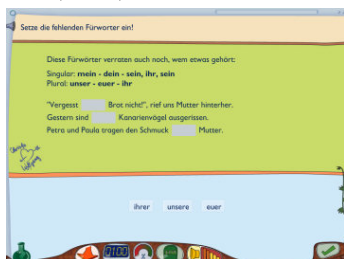 Setze die fehlenden Fürworter ein!
Diese Fürwörter verraten auch noch, wem etwas gehört:
Singular: mein - dein - sein, ihr, sein
Plural: unser - euer - ihr
"Vergesst Brot nicht!", rief uns Mutter hinterher.
Gestern sind Kanarienvögel ausgerissen.
Petra und Paula tragen den Schmuck Mutter.
ihrer unsere euer